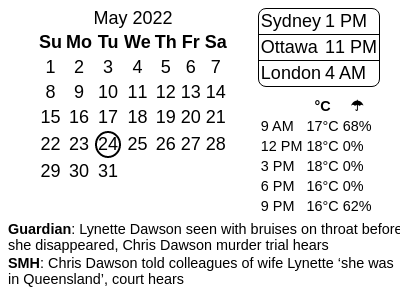 May 2022
Su Mo Tu We Th Fr Sa
1 2 3 4 5 6 7
8 9 10 11 12 13 14
15 16 17 18 19 20 21
22 23 24 25 26 27 28
29 30 31
Sydney 1 PM
Ottawa 11 PM
London 4 AM
°C ☂
9 AM 17°C 68%
12 PM 18°C 0%
3 PM 18°C 0%
6 PM 16°C 0%
9 PM 16°C 62%
Guardian: Lynette Dawson seen with bruises on throat before
she disappeared, Chris Dawson murder trial hears
SMH: Chris Dawson told colleagues of wife Lynette ‘she was
in Queensland’, court hears